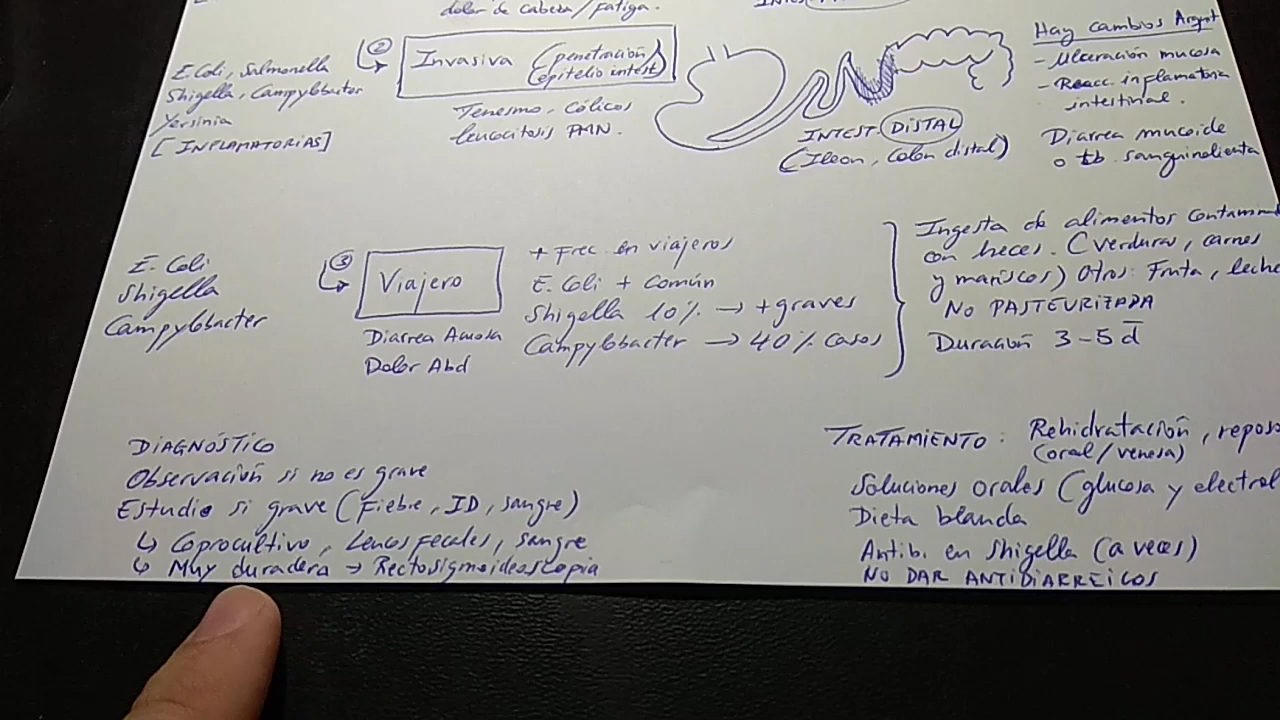 dolor de cabeza/fatiga.
E. Coli, Salmonella
Shigella, Campylobacter
Yersinia
[INFLAMATORIAS]
② Invasiva (penetración
epitelio intest)
Tenesmo, Cólicos
leucocitosis PMN.
INTEST. DISTAL
(Ileon, Colon distal)
Hay cambios
- Ulceración mucosa
- Reacc. inflamatoria
intestinal.
Diarrea mucoide
o tb. sanguinolienta
E. Coli
Shigella
Campylobacter
③ Viajero
Diarrea Acuosa
Dolor Abd
+ Frec. en viajeros
E. Coli + común
Shigella 10% → + graves
Campylobacter → 40% casos
Ingesta de alimentos contamin
con heces. (verduras, carnes
y mariscos) Otros: Fruta, leche
NO PASTEURIZADA
Duración 3-5 d
DIAGNÓSTICO
Observación si no es grave
Estudio si grave (Fiebre, ID, sangre)
↳ Coprocultivo, Leucos fecales, sangre
↳ Muy duradera → Rectosigmoideoscopia
TRATAMIENTO: Rehidratación, reposo
(oral/venosa)
Soluciones orales (glucosa y electrol
Dieta blanda
Antib. en Shigella (a veces)
NO DAR ANTIDIARREICOS